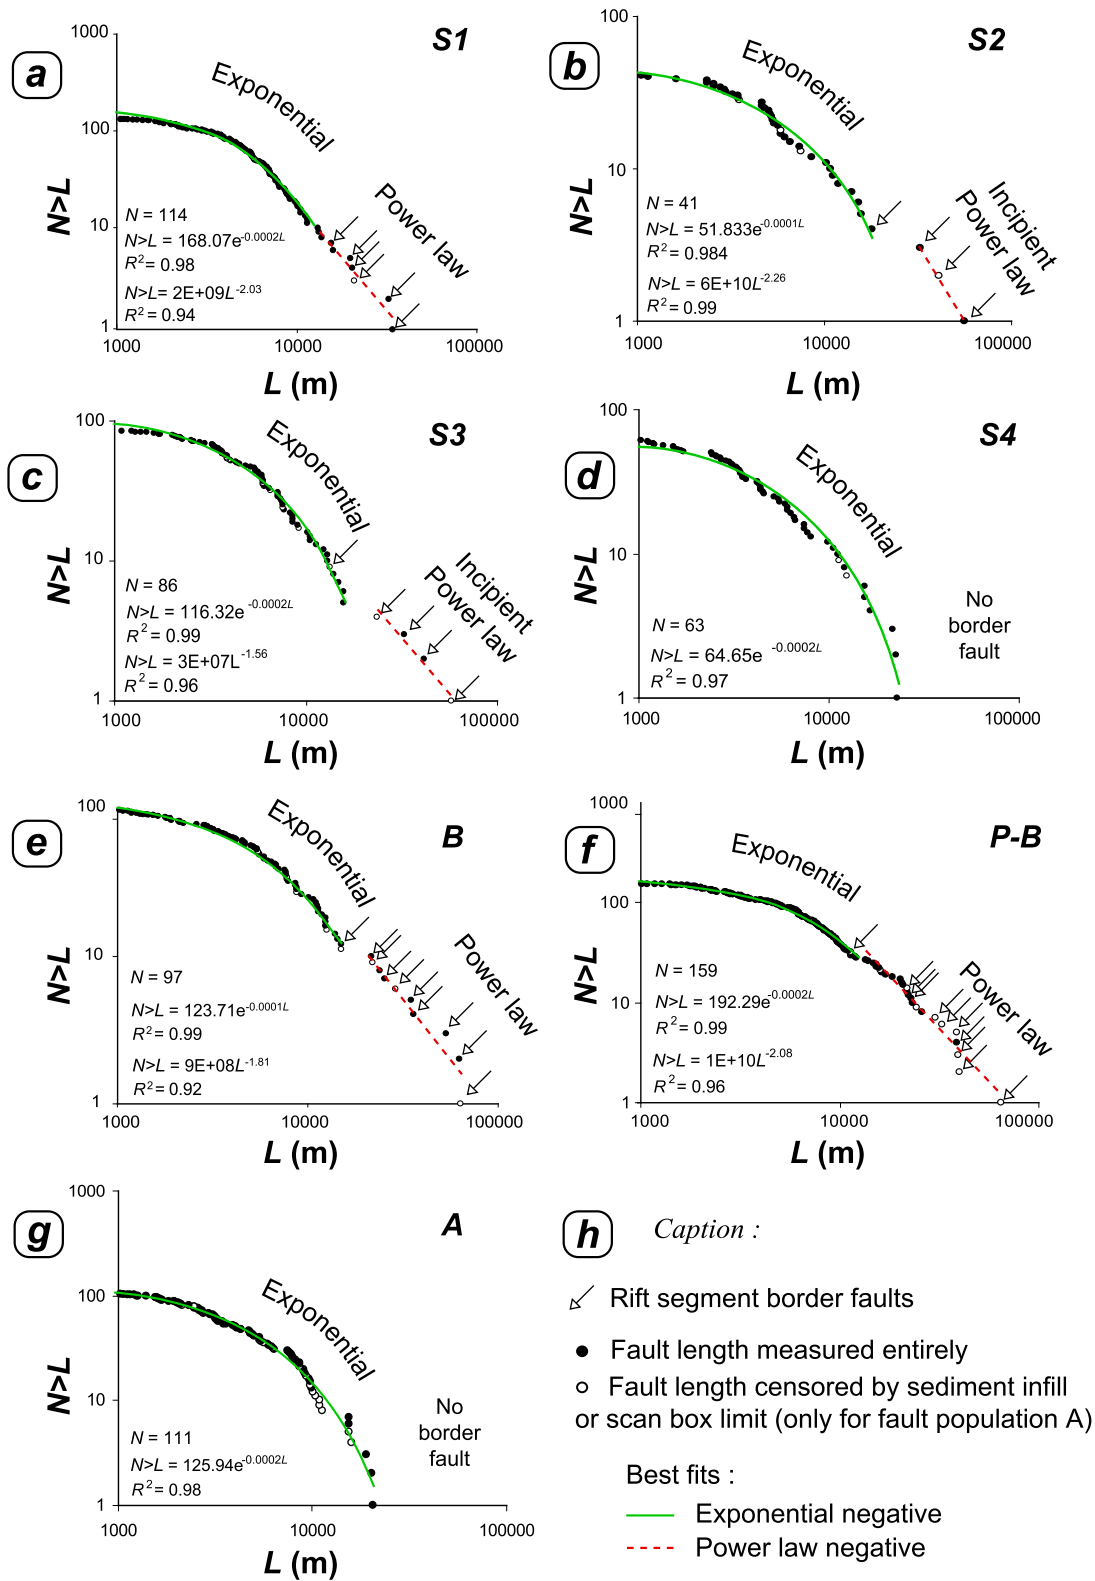 a
S1
1000
100
10
1
N>L
Exponential
Power law
N = 114
N>L = 168.07e^-0.0002L
R² = 0.98
N>L= 2E+09L^-2.03
R² = 0.94
1000 10000 100000
L (m)
b
S2
100
10
1
N>L
Exponential
Incipient
Power law
N = 41
N>L = 51.833e^-0.0001L
R² = 0.984
N>L = 6E+10L^-2.26
R² = 0.99
1000 10000 100000
L (m)
c
S3
100
10
1
N>L
Exponential
Incipient
Power law
N = 86
N>L = 116.32e^-0.0002L
R² = 0.99
N>L = 3E+07L^-1.56
R² = 0.96
1000 10000 100000
L (m)
d
S4
100
10
1
N>L
Exponential
No
border
fault
N = 63
N>L = 64.65e^-0.0002L
R² = 0.97
1000 10000 100000
L (m)
e
B
100
10
1
N>L
Exponential
Power law
N = 97
N>L = 123.71e^-0.0001L
R² = 0.99
N>L = 9E+08L^-1.81
R² = 0.92
1000 10000 100000
L (m)
f
P-B
1000
100
10
1
N>L
Exponential
Power law
N = 159
N>L = 192.29e^-0.0002L
R² = 0.99
N>L = 1E+10L^-2.08
R² = 0.96
1000 10000 100000
L (m)
g
A
1000
100
10
1
N>L
Exponential
No
border
fault
N = 111
N>L = 125.94e^-0.0002L
R² = 0.98
1000 10000 100000
L (m)
h
Caption :
Rift segment border faults
Fault length measured entirely
Fault length censored by sediment infill
or scan box limit (only for fault population A)
Best fits :
Exponential negative
Power law negative